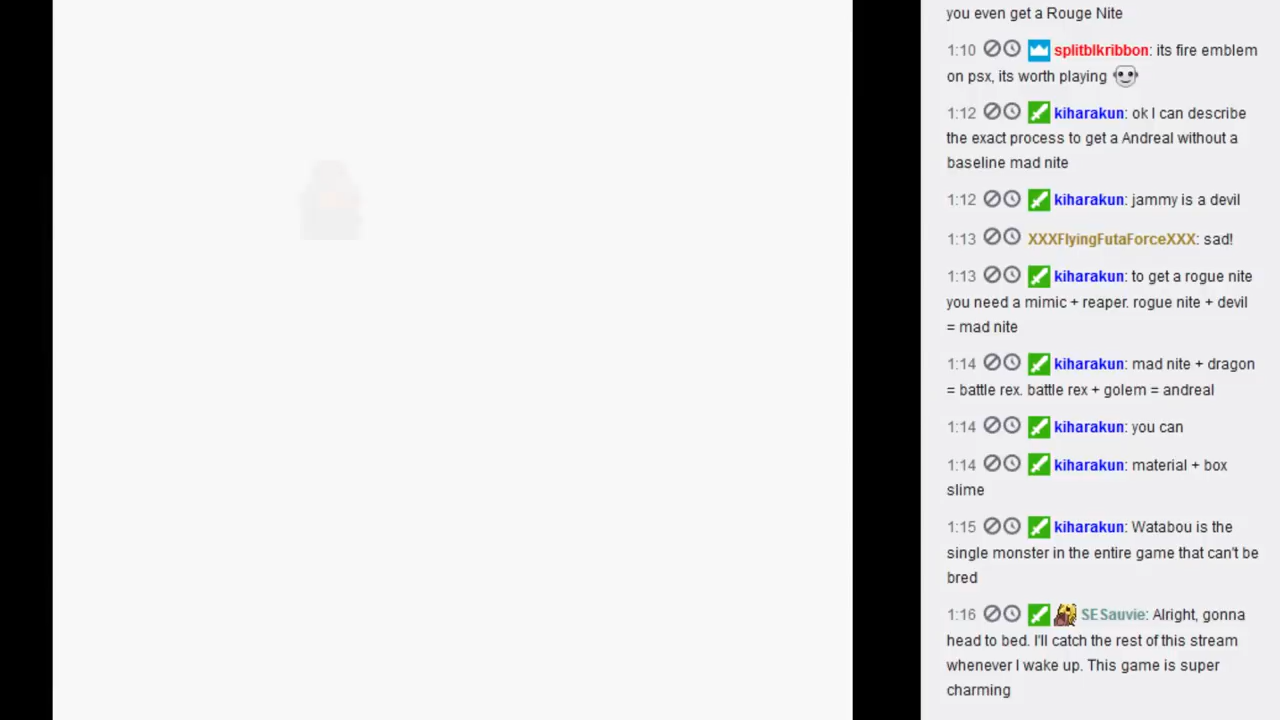 you even get a Rouge Nite
1:10 splitblkribbon: its fire emblem
on psx, its worth playing
1:12 kiharakun: ok I can describe
the exact process to get a Andreal without a
baseline mad nite
1:12 kiharakun: jammy is a devil
1:13 XXXFlyingFutaForceXXX: sad!
1:13 kiharakun: to get a rogue nite
you need a mimic + reaper. rogue nite + devil
= mad nite
1:14 kiharakun: mad nite + dragon
= battle rex. battle rex + golem = andreal
1:14 kiharakun: you can
1:14 kiharakun: material + box
slime
1:15 kiharakun: Watabou is the
single monster in the entire game that can't be
bred
1:16 SESauvie: Alright, gonna
head to bed. I'll catch the rest of this stream
whenever I wake up. This game is super
charming